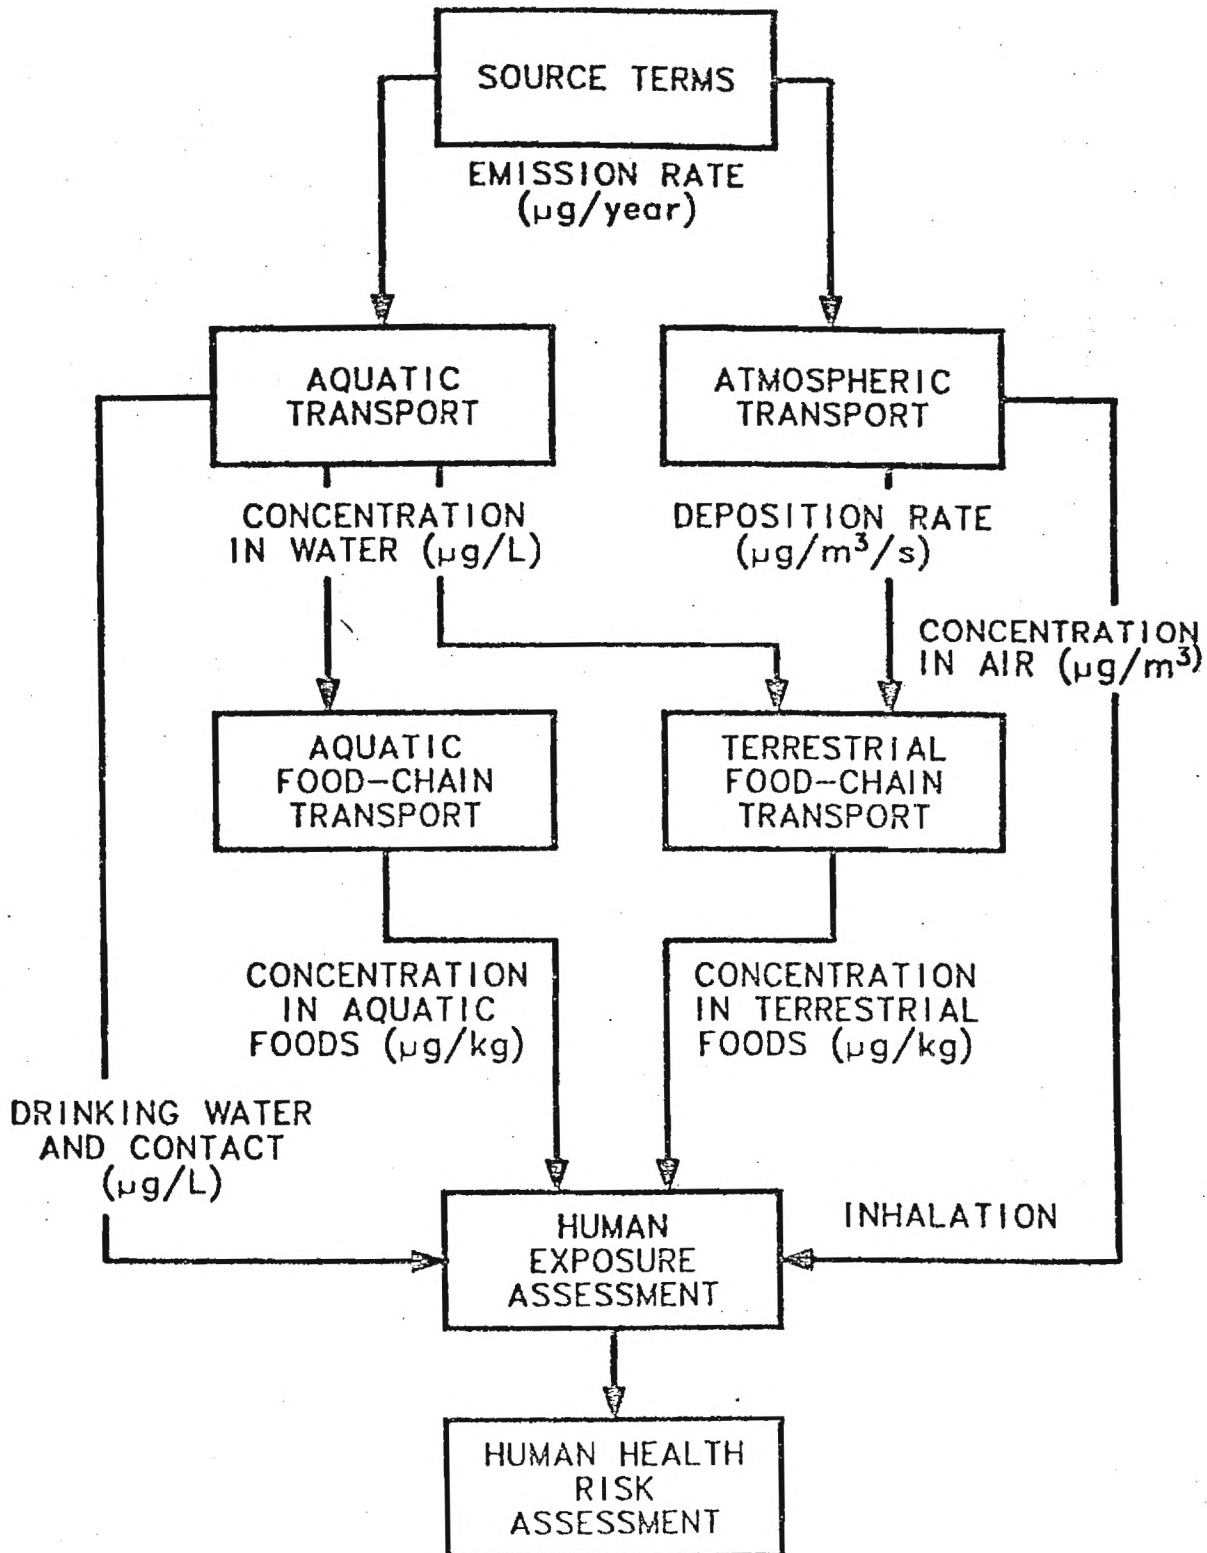 SOURCE TERMS
EMISSION RATE
(μg/year)
AQUATIC
TRANSPORT
ATMOSPHERIC
TRANSPORT
CONCENTRATION
IN WATER (μg/L)
DEPOSITION RATE
(μg/m³/s)
CONCENTRATION
IN AIR (μg/m³)
AQUATIC
FOOD-CHAIN
TRANSPORT
TERRESTRIAL
FOOD-CHAIN
TRANSPORT
CONCENTRATION
IN AQUATIC
FOODS (μg/kg)
CONCENTRATION
IN TERRESTRIAL
FOODS (μg/kg)
DRINKING WATER
AND CONTACT
(μg/L)
HUMAN
EXPOSURE
ASSESSMENT
INHALATION
HUMAN HEALTH
RISK
ASSESSMENT